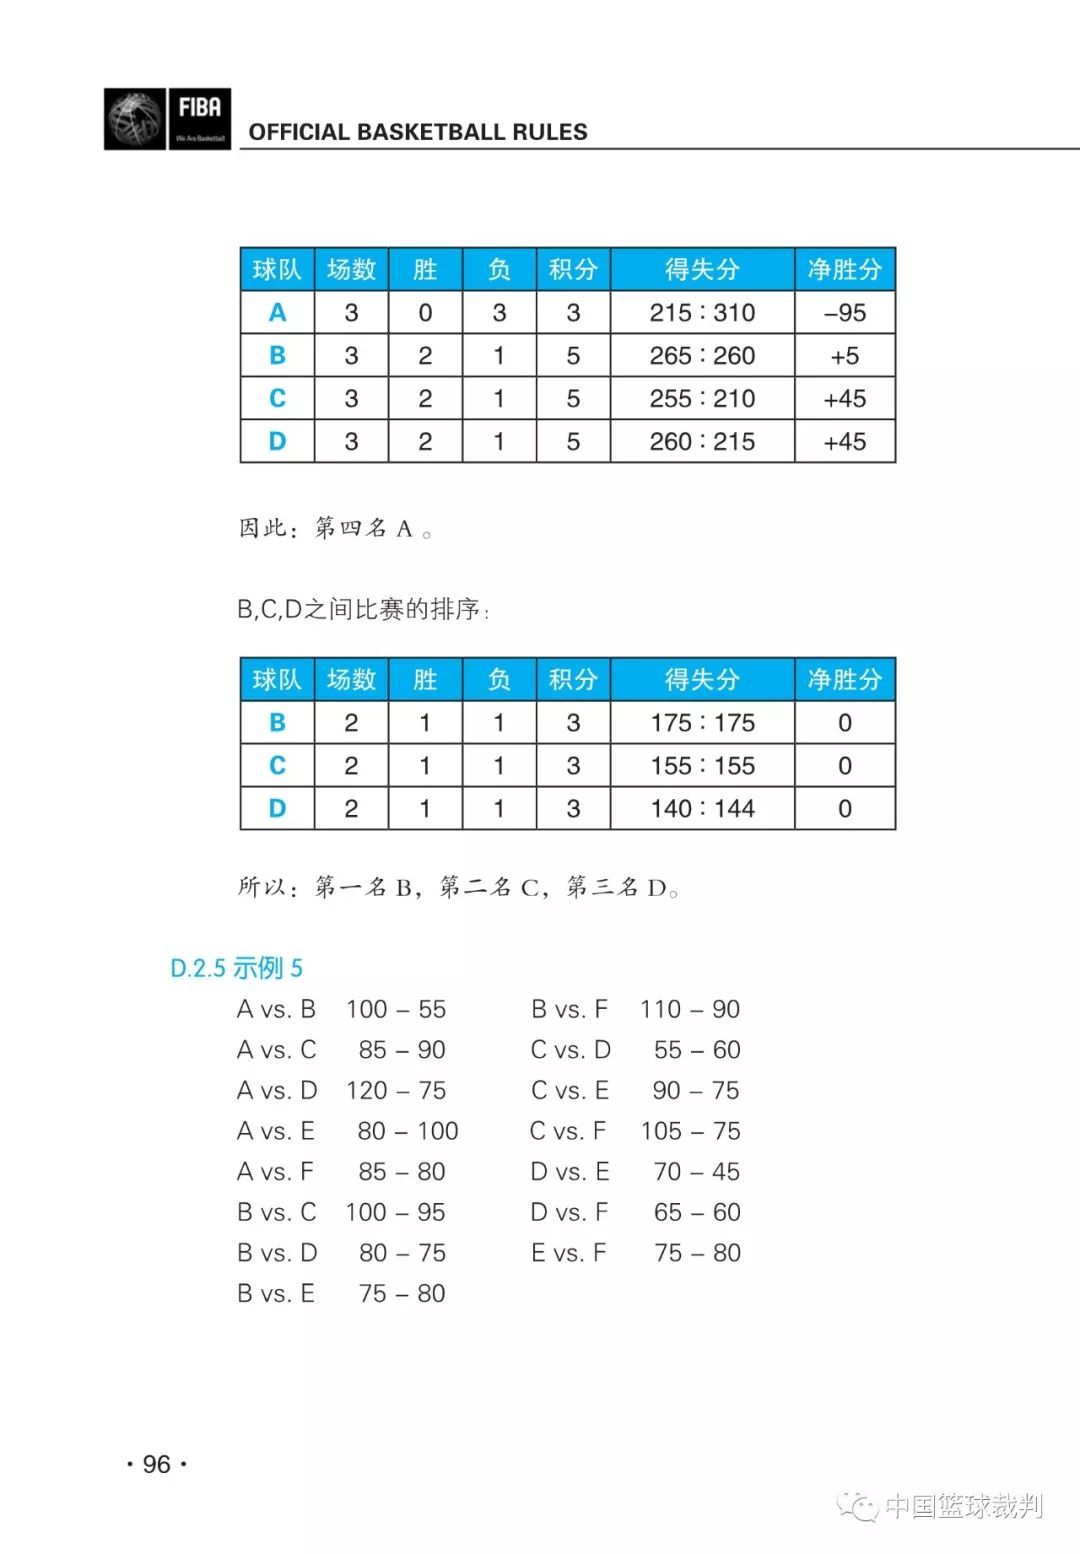 FIBA
We Are Basketball
OFFICIAL BASKETBALL RULES
球队 场数 胜 负 积分 得失分 净胜分
A 3 0 3 3 215：310 –95
B 3 2 1 5 265：260 +5
C 3 2 1 5 255：210 +45
D 3 2 1 5 260：215 +45
因此：第四名 A 。
B,C,D之间比赛的排序：
球队 场数 胜 负 积分 得失分 净胜分
B 2 1 1 3 175：175 0
C 2 1 1 3 155：155 0
D 2 1 1 3 140：144 0
所以：第一名 B，第二名 C，第三名 D。
D.2.5 示例 5
A vs. B 100 – 55 B vs. F 110 – 90
A vs. C 85 – 90 C vs. D 55 – 60
A vs. D 120 – 75 C vs. E 90 – 75
A vs. E 80 – 100 C vs. F 105 – 75
A vs. F 85 – 80 D vs. E 70 – 45
B vs. C 100 – 95 D vs. F 65 – 60
B vs. D 80 – 75 E vs. F 75 – 80
B vs. E 75 – 80
·96·
中国篮球裁判